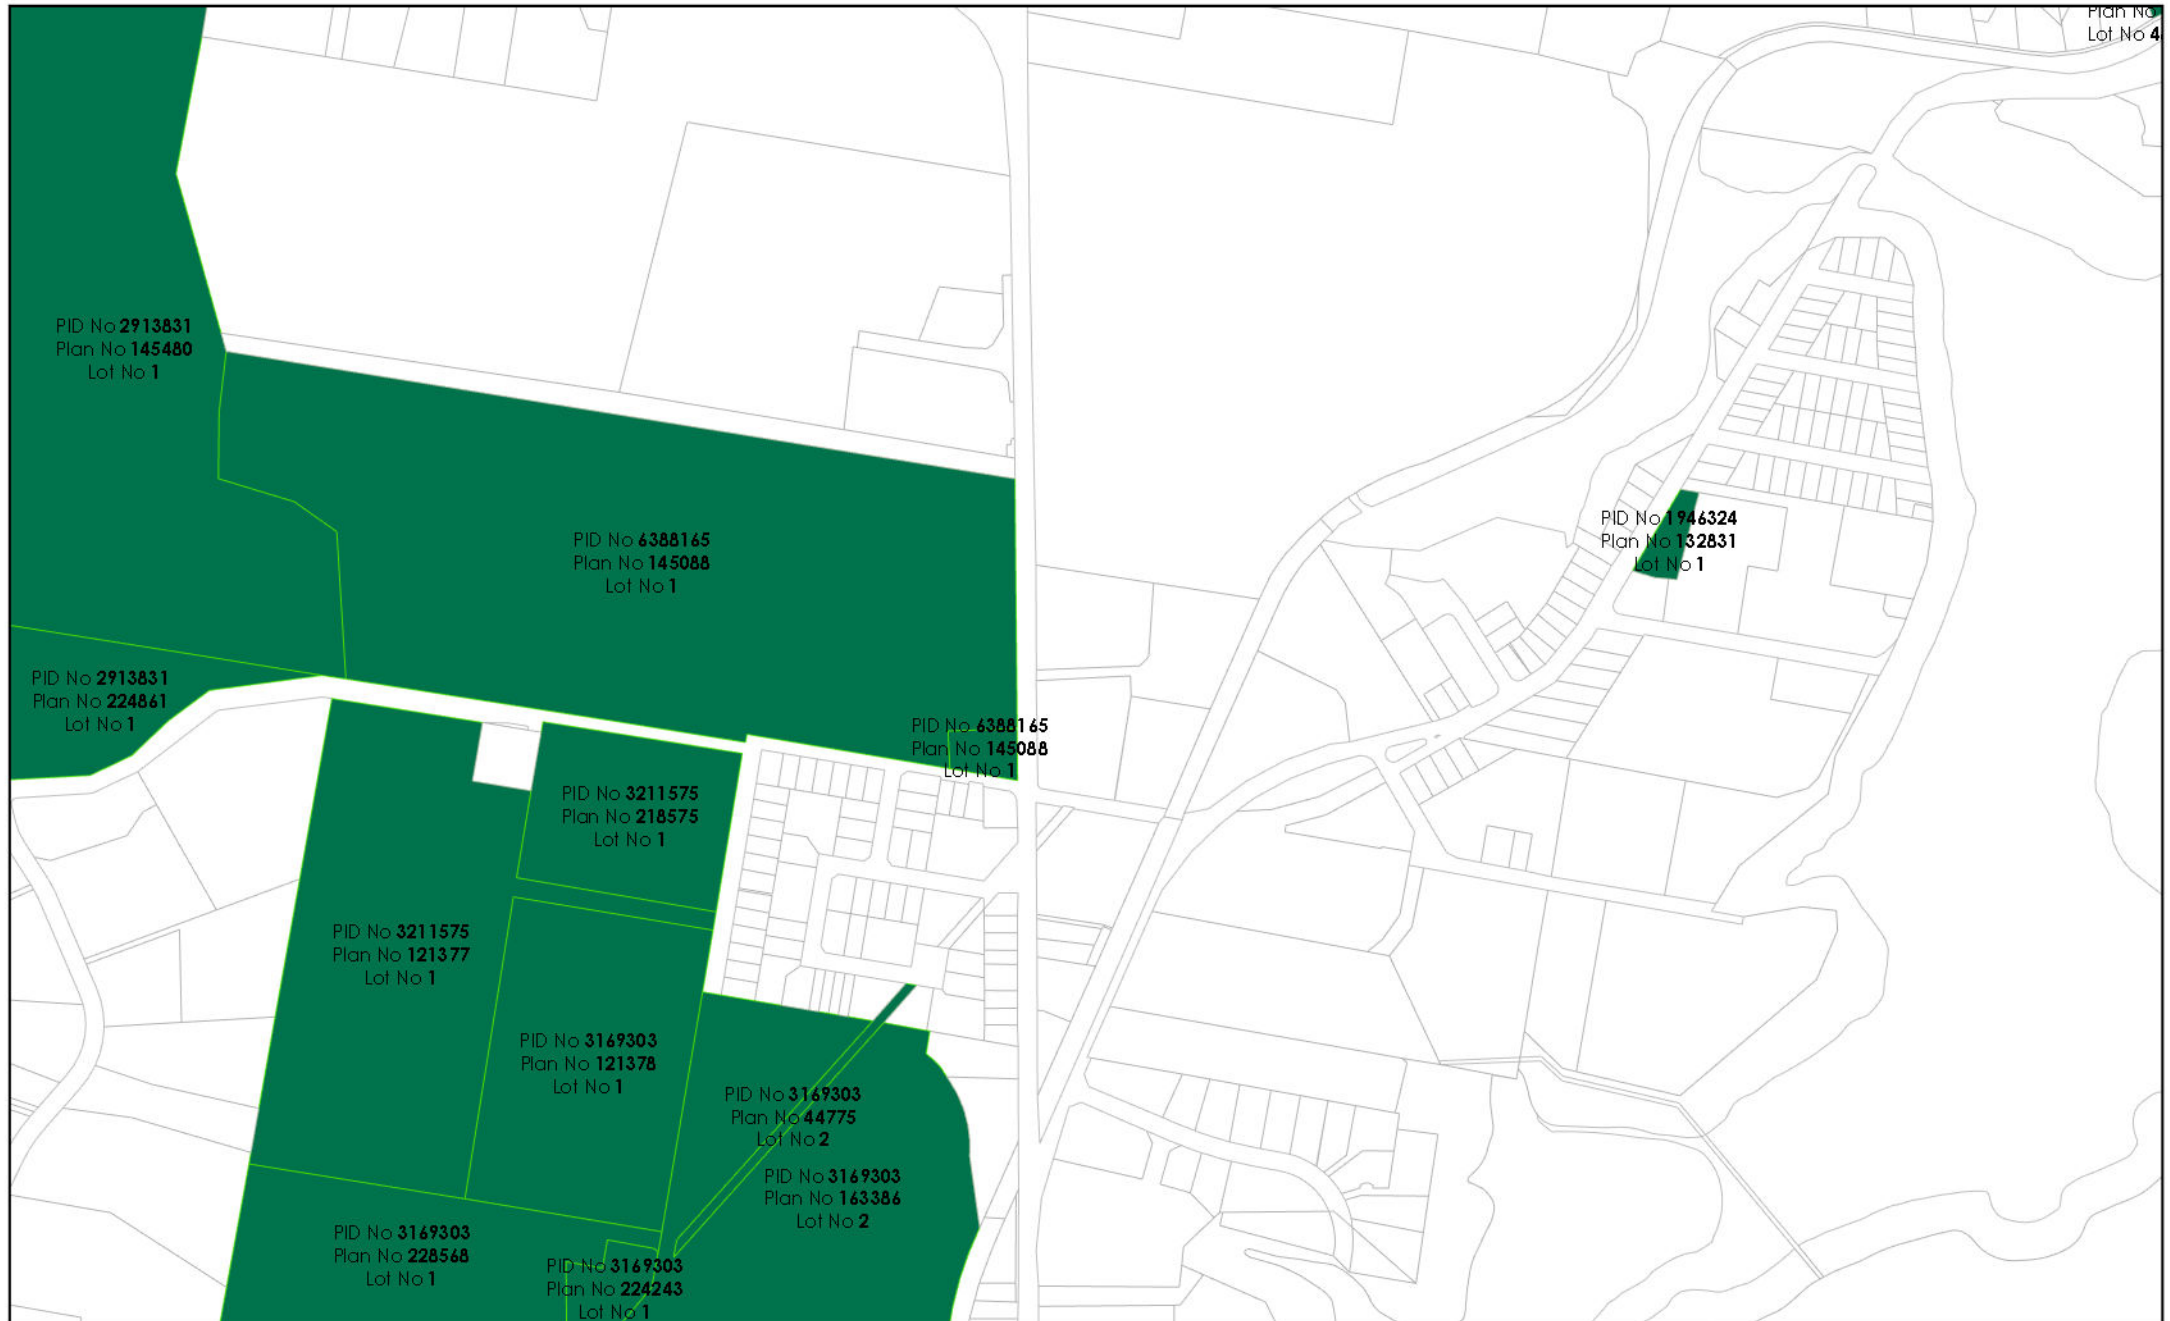 Plan No
Lot No 4
PID No 2913831
Plan No 145480
Lot No 1
PID No 6388165
Plan No 145088
Lot No 1
PID No 1946324
Plan No 132831
Lot No 1
PID No 2913831
Plan No 224861
Lot No 1
PID No 6388165
Plan No 145088
Lot No 1
PID No 3211575
Plan No 218575
Lot No 1
PID No 3211575
Plan No 121377
Lot No 1
PID No 3169303
Plan No 121378
Lot No 1
PID No 3169303
Plan No 44775
Lot No 2
PID No 3169303
Plan No 163386
Lot No 2
PID No 3169303
Plan No 228568
Lot No 1
PID No 3169303
Plan No 224243
Lot No 1